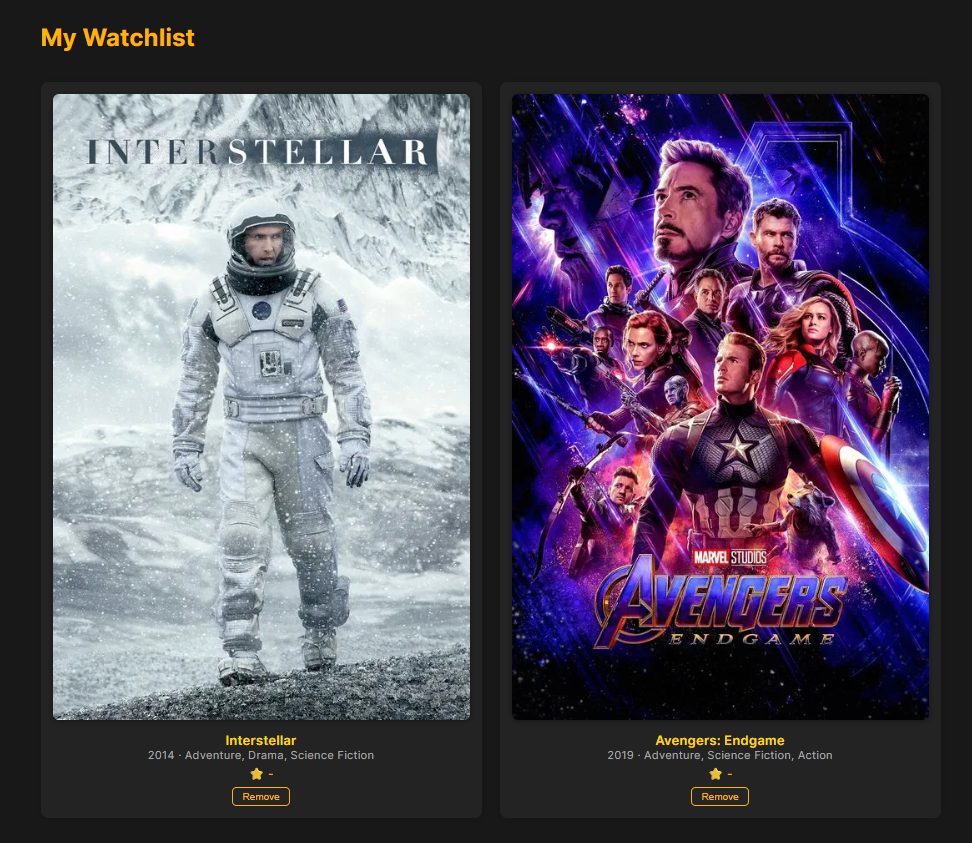 My Watchlist
INTERSTELLAR
MARVEL STUDIOS
AVENGERS
ENDGAME
Interstellar
2014 · Adventure, Drama, Science Fiction
-
Remove
Avengers: Endgame
2019 · Adventure, Science Fiction, Action
-
Remove